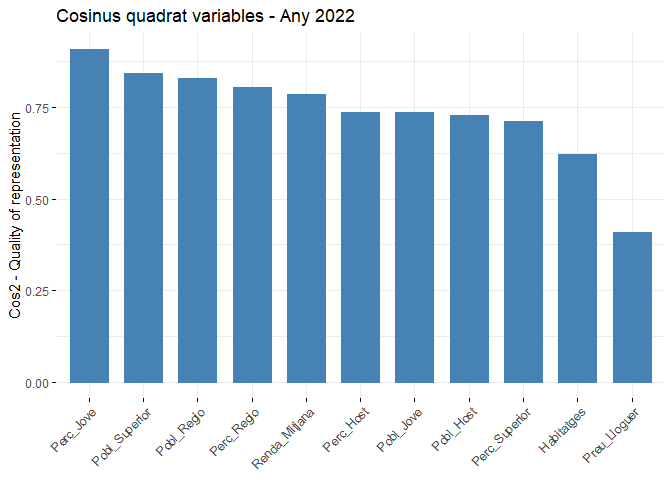 Cosinus quadrat variables - Any 2022
Cos2 - Quality of representation
0.75
0.50
0.25
0.00
Perc_Jove
Pobl_Superior
Pobl_Regio
Perc_Regio
Renda_Mitjana
Perc_Host
Pobl_Jove
Pobl_Host
Perc_Superior
Habitatges
Preu_Lloguer